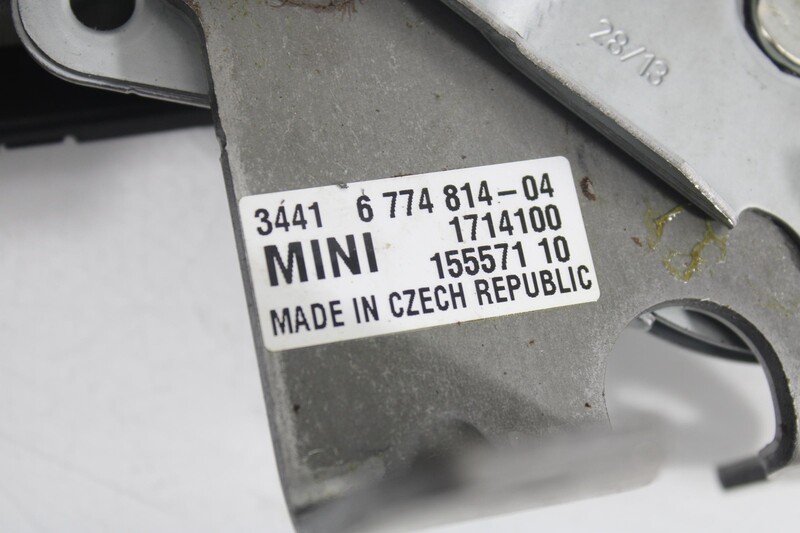 28/13
3441 6 774 814-04
1714100
MINI
155571 10
MADE IN CZECH REPUBLIC